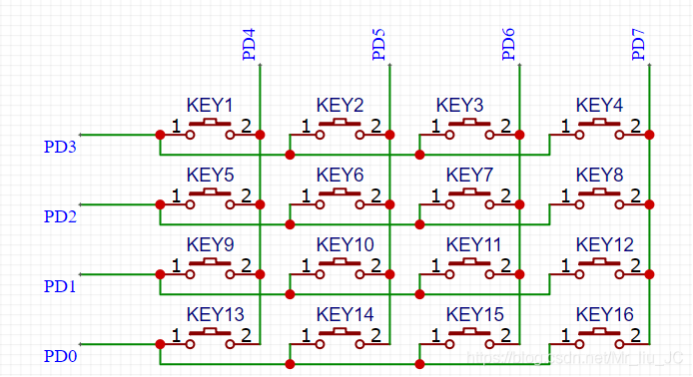 PD4 PD5 PD6 PD7
KEY1 KEY2 KEY3 KEY4
1 2 1 2 1 2 1 2
PD3
KEY5 KEY6 KEY7 KEY8
1 2 1 2 1 2 1 2
PD2
KEY9 KEY10 KEY11 KEY12
1 2 1 2 1 2 1 2
PD1
KEY13 KEY14 KEY15 KEY16
1 2 1 2 1 2 1 2
PD0
https://blog.csdn.net/Mr_liu_JC